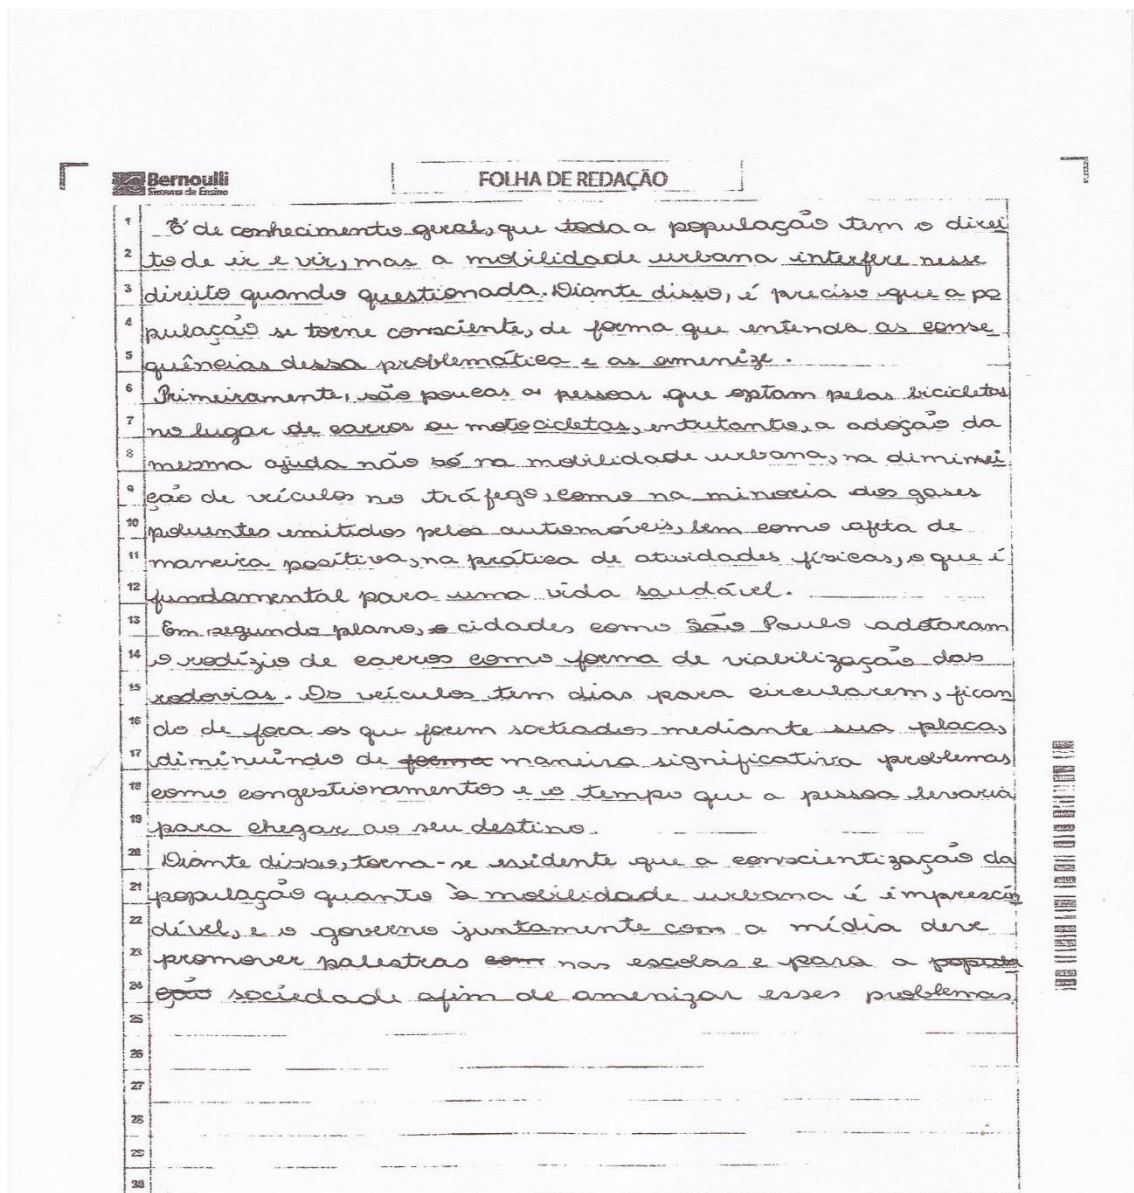 Bernoulli
Sistema de Ensino
FOLHA DE REDAÇÃO
1 É de conhecimento geral, que toda a população tem o direi
2 to de ir e vir, mas a mobilidade urbana interfere nesse
3 direito quando questionada. Diante disso, é preciso que a po
4 pulação se torne consciente, de forma que entenda as conse
5 quências dessa problemática e as amenize.
6 Primeiramente, são poucas as pessoas que optam pelas bicicletas
7 no lugar de carros ou motocicletas, entretanto, a adoção da
8 mesma ajuda não só na mobilidade urbana, na diminui
9 ção de veículos no tráfego, como na minoria dos gases
10 poluentes emitidos pelos automóveis, bem como afeta de
11 maneira positiva, na prática de atividades físicas, o que é
12 fundamental para uma vida saudável.
13 Em segundo plano, cidades como São Paulo adotaram
14 o rodízio de carros como forma de viabilização das
15 rodovias. Os veículos tem dias para circularem, fican
16 do de fora os que forem sorteados mediante sua placa,
17 diminuindo de forma maneira significativa problemas
18 como congestionamentos e o tempo que a pessoa levaria
19 para chegar ao seu destino.
20 Diante disso, torna-se evidente que a conscientização da
21 população quanto à mobilidade urbana é imprescin
22 dível, e o governo juntamente com a mídia deve
23 promover palestras com nas escolas e para a popula
24 ção sociedade afim de amenizar esses problemas.
25
26
27
28
29
30